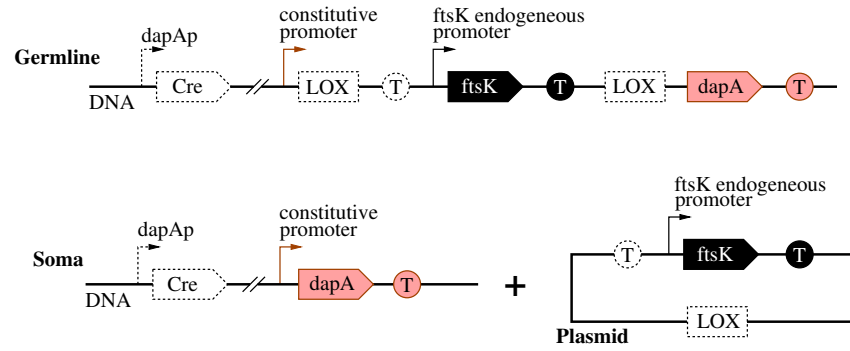 dapAp
constitutive
promoter
ftsK endogeneous
promoter
Germline
DNA
Cre
LOX
T
ftsK
T
LOX
dapA
T
ftsK endogeneous
promoter
dapAp
constitutive
promoter
Soma
DNA
Cre
dapA
T
+
T
ftsK
T
Plasmid
LOX